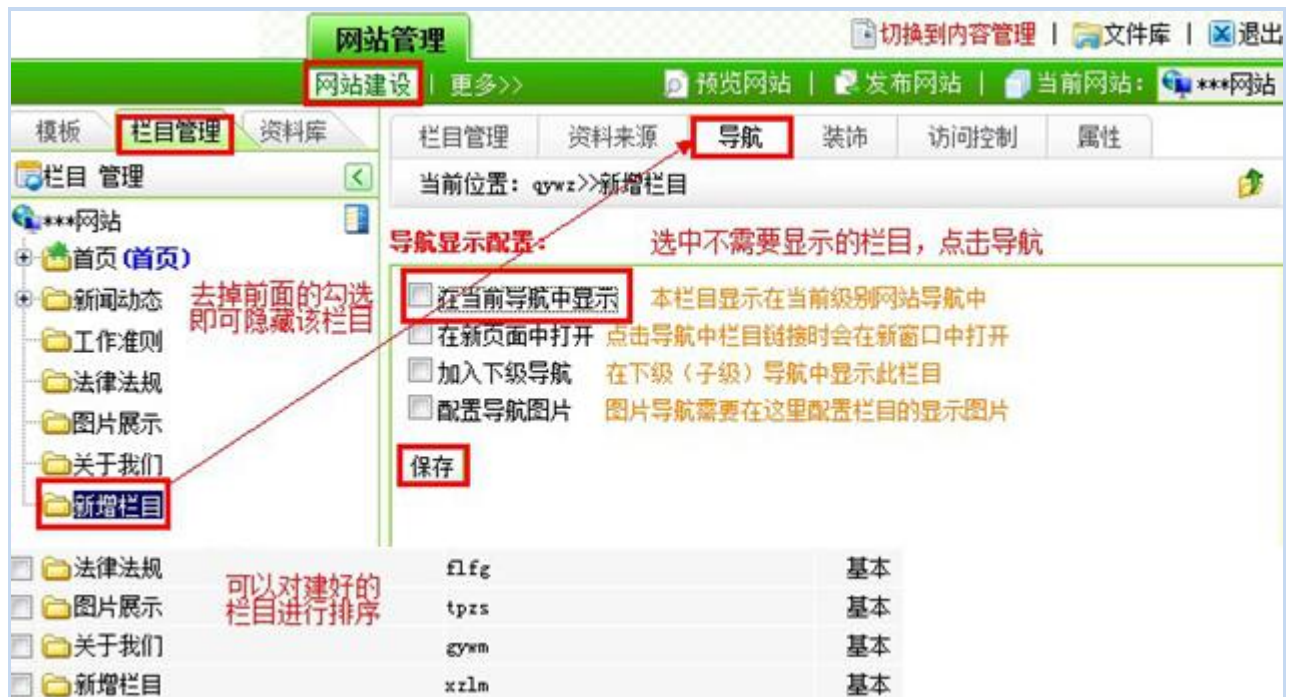 网站管理
切换到内容管理 | 文件库 | 退出
网站建设 | 更多>> 预览网站 | 发布网站 | 当前网站: ***网站
模板 栏目管理 资料库
栏目管理 资料来源 导航 装饰 访问控制 属性
栏目 管理
当前位置: qywz>>新增栏目
***网站
首页 (首页)
新闻动态
工作准则
法律法规
图片展示
关于我们
新增栏目
去掉前面的勾选
即可隐藏该栏目
导航显示配置:
选中不需要显示的栏目，点击导航
在当前导航中显示 本栏目显示在当前级别网站导航中
在新页面中打开 点击导航中栏目链接时会在新窗口中打开
加入下级导航 在下级（子级）导航中显示此栏目
配置导航图片 图片导航需要在这里配置栏目的显示图片
保存
法律法规 flfg 基本
图片展示 tpzs 基本
关于我们 gywm 基本
新增栏目 xzlm 基本
可以对建好的
栏目进行排序